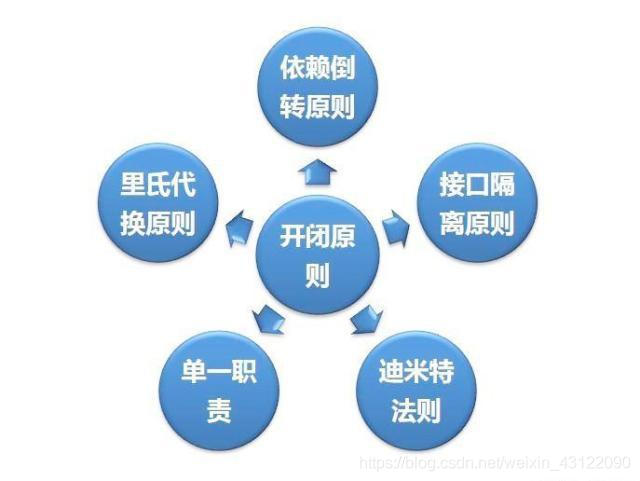 依赖倒
转原则
里氏代
换原则
接口隔
离原则
开闭原
则
单一职
责
迪米特
法则
https://blog.csdn.net/weixin_43122090